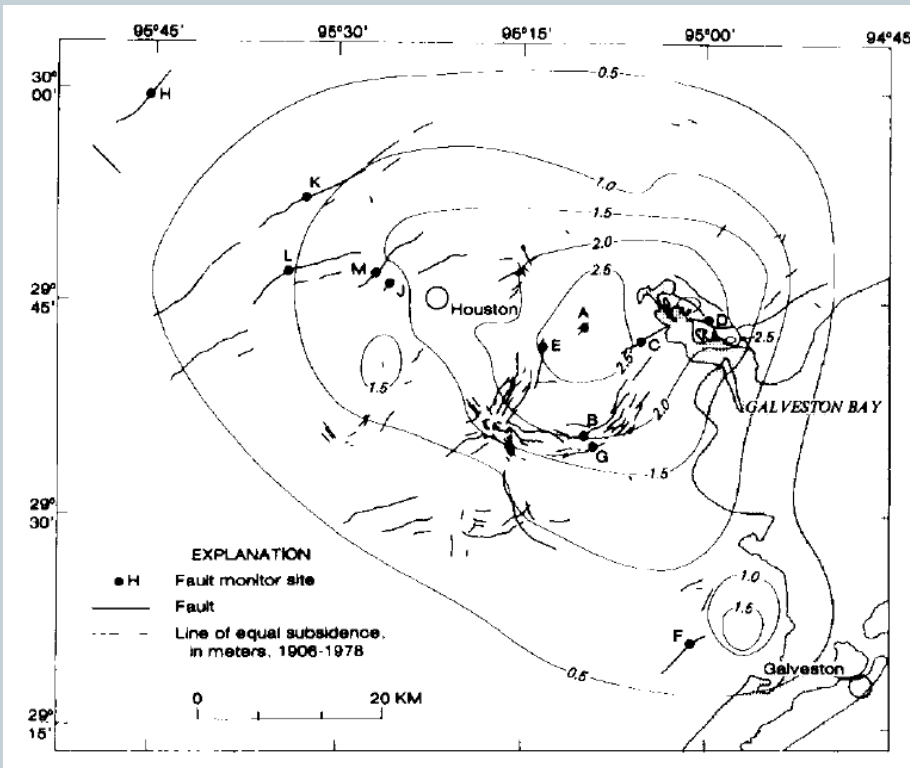 95°45' 95°30' 95°15' 95°00' 94°45'
30°
00'
29°
45'
29°
30'
29°
15'
H
K
L
M
J
Houston
A
E
C
D
B
G
F
0.5
1.0
1.5
2.0
2.5
2.5
2.5
2.0
1.5
1.5
1.0
1.5
0.5
GALVESTON BAY
Galveston
EXPLANATION
H Fault monitor site
Fault
Line of equal subsidence,
in meters, 1906-1978
0 20 KM